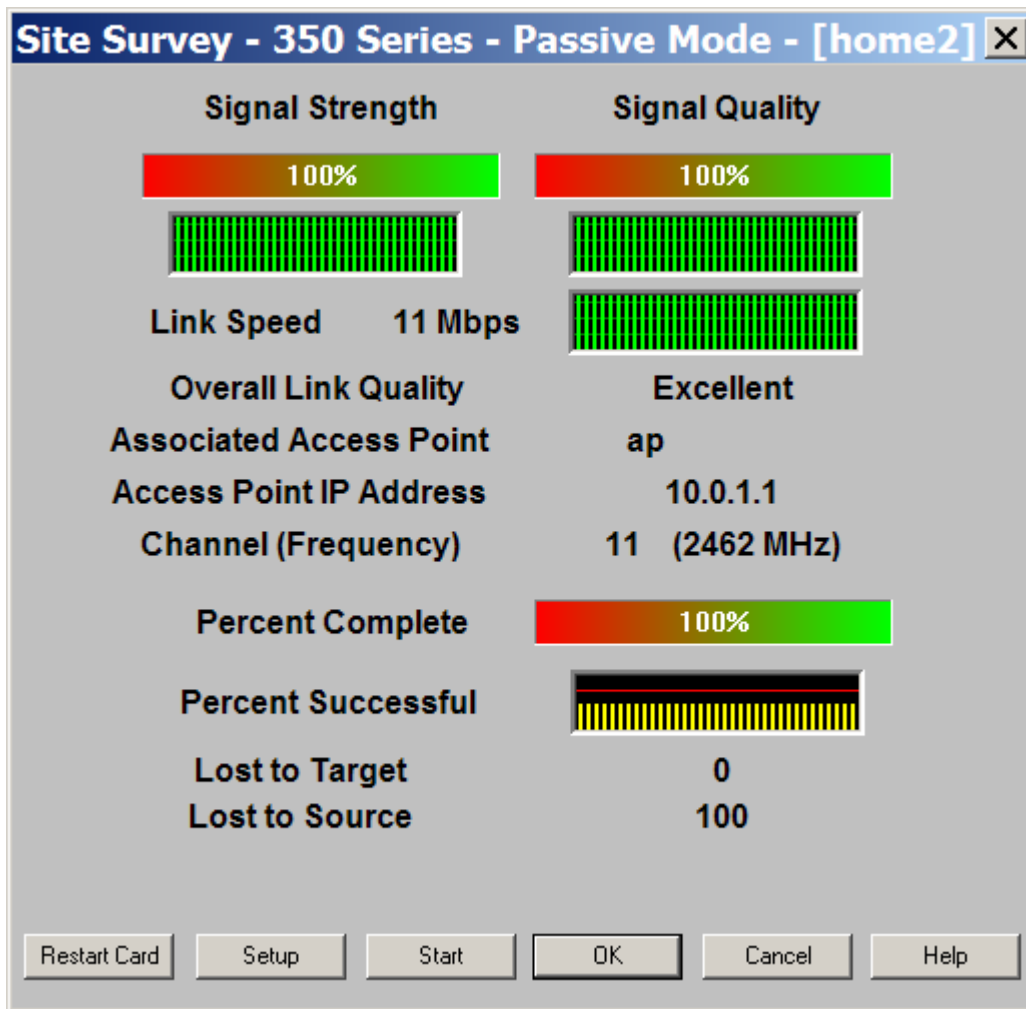 Site Survey - 350 Series - Passive Mode - [home2]
Signal Strength Signal Quality
100% 100%
Link Speed 11 Mbps
Overall Link Quality Excellent
Associated Access Point ap
Access Point IP Address 10.0.1.1
Channel (Frequency) 11 (2462 MHz)
Percent Complete 100%
Percent Successful
Lost to Target 0
Lost to Source 100
Restart Card Setup Start OK Cancel Help